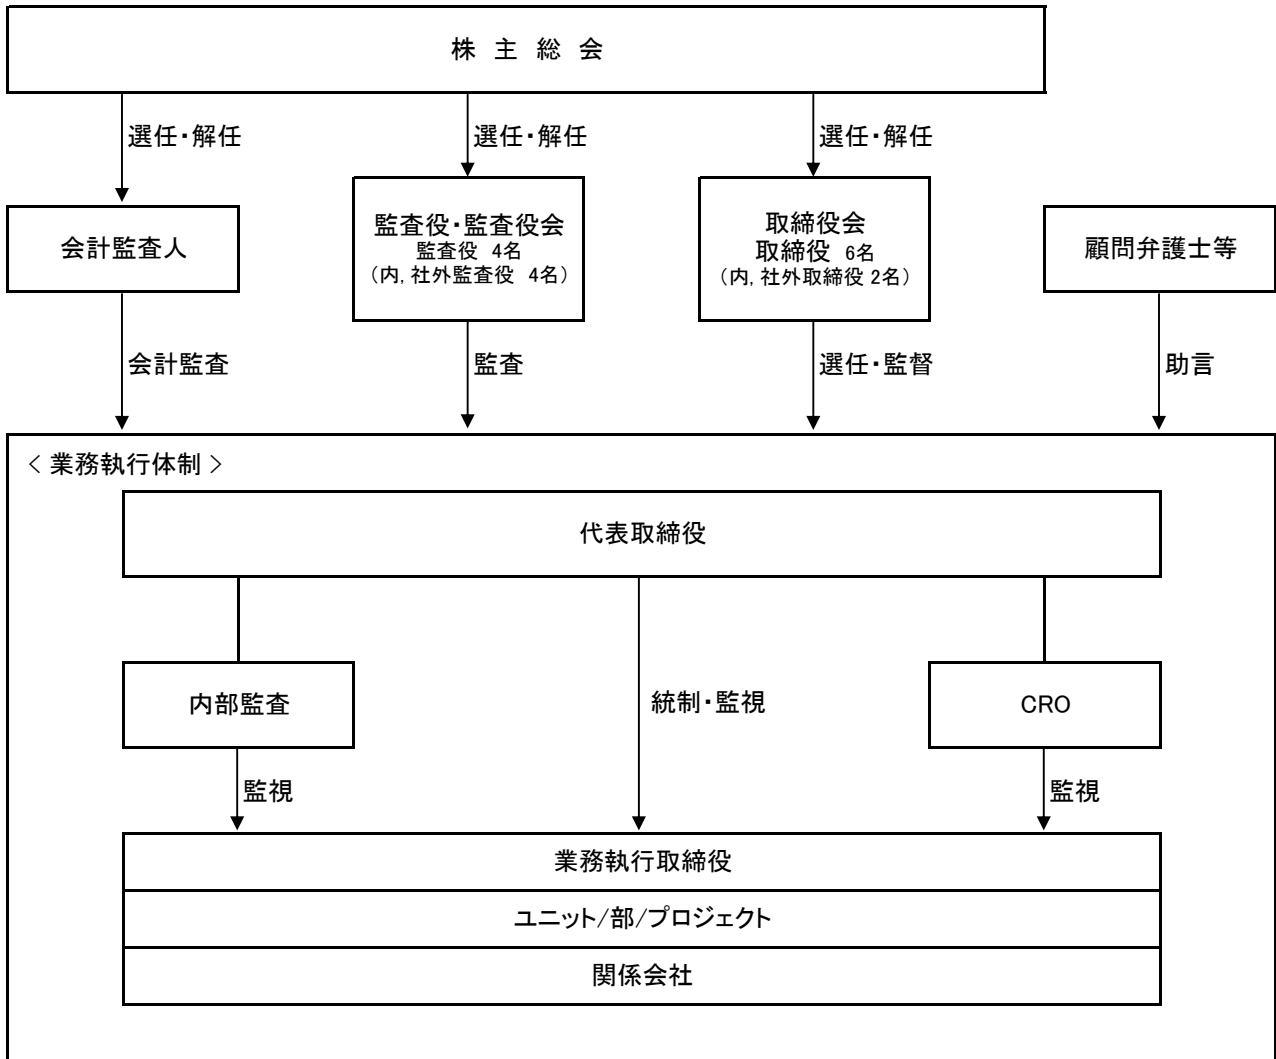 株 主 総 会
選任・解任
選任・解任
選任・解任
会計監査人
監査役・監査役会
監査役 4名
（内,社外監査役 4名）
取締役会
取締役 6名
（内,社外取締役 2名）
顧問弁護士等
会計監査
監査
選任・監督
助言
＜業務執行体制＞
代表取締役
内部監査
統制・監視
CRO
監視
監視
業務執行取締役
ユニット/部/プロジェクト
関係会社